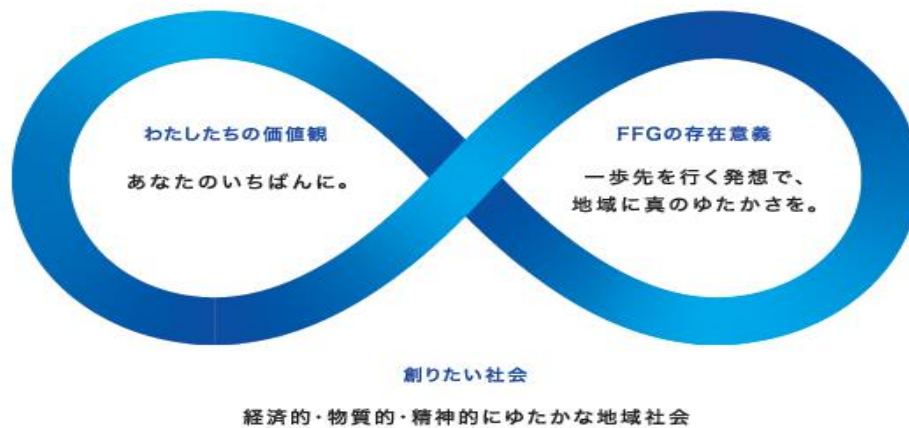 わたしたちの価値観
あなたのいちばんに。
FFGの存在意義
一歩先を行く発想で、
地域に真のゆたかさを。
創りたい社会
経済的・物質的・精神的にゆたかな地域社会